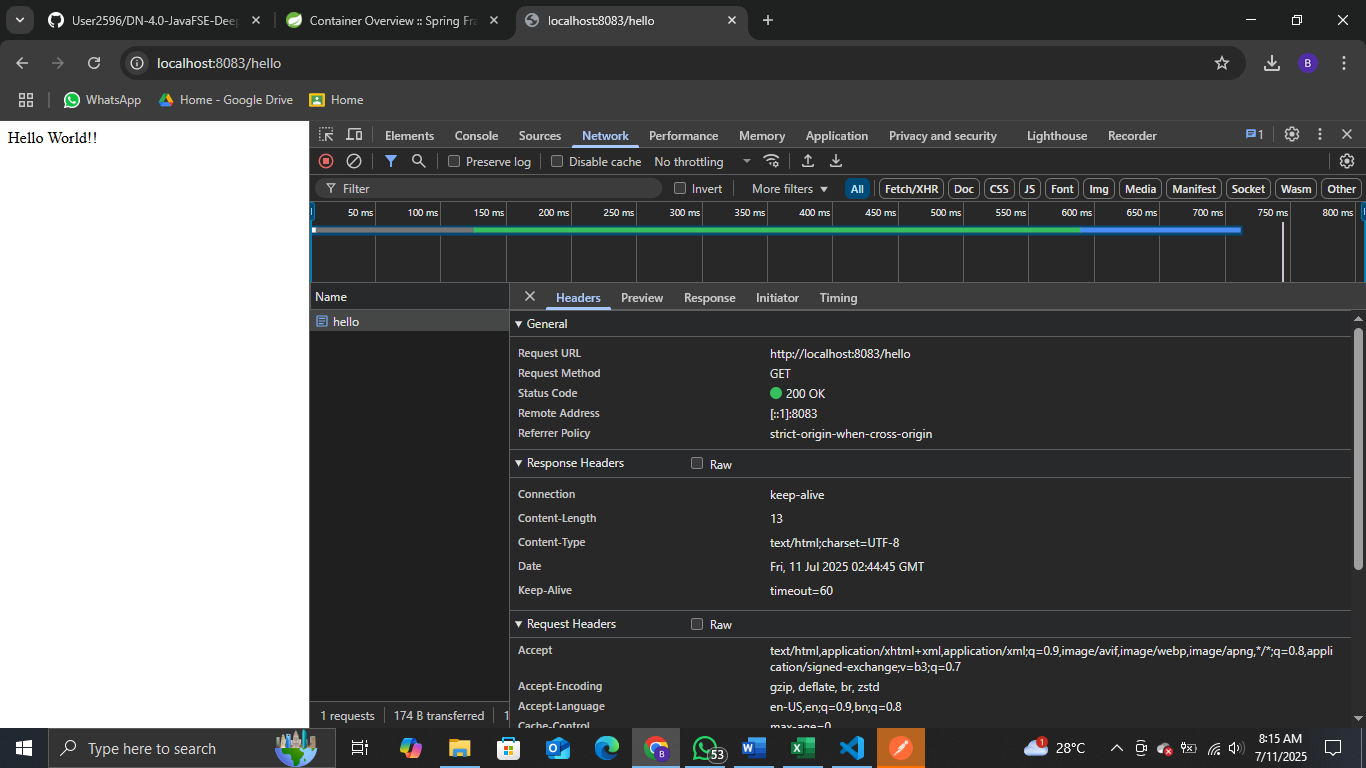 User2596/DN-4.0-JavaFSE-Deep
Container Overview :: Spring Fra
localhost:8083/hello
localhost:8083/hello
B
WhatsApp
Home - Google Drive
Home
Hello World!!
Elements Console Sources Network Performance Memory Application Privacy and security Lighthouse Recorder 1
Preserve log Disable cache No throttling
Filter Invert More filters All Fetch/XHR Doc CSS JS Font Img Media Manifest Socket Wasm Other
50 ms 100 ms 150 ms 200 ms 250 ms 300 ms 350 ms 400 ms 450 ms 500 ms 550 ms 600 ms 650 ms 700 ms 750 ms 800 ms
Name
hello
Headers Preview Response Initiator Timing
General
Request URL http://localhost:8083/hello
Request Method GET
Status Code 200 OK
Remote Address [::1]:8083
Referrer Policy strict-origin-when-cross-origin
Response Headers Raw
Connection keep-alive
Content-Length 13
Content-Type text/html;charset=UTF-8
Date Fri, 11 Jul 2025 02:44:45 GMT
Keep-Alive timeout=60
Request Headers Raw
Accept text/html,application/xhtml+xml,application/xml;q=0.9,image/avif,image/webp,image/apng,*/*;q=0.8,appli
cation/signed-exchange;v=b3;q=0.7
Accept-Encoding gzip, deflate, br, zstd
Accept-Language en-US,en;q=0.9,bn;q=0.8
Cache-Control max-age=0
1 requests 174 B transferred 1
Type here to search
B
53
1
28°C
8:15 AM
7/11/2025